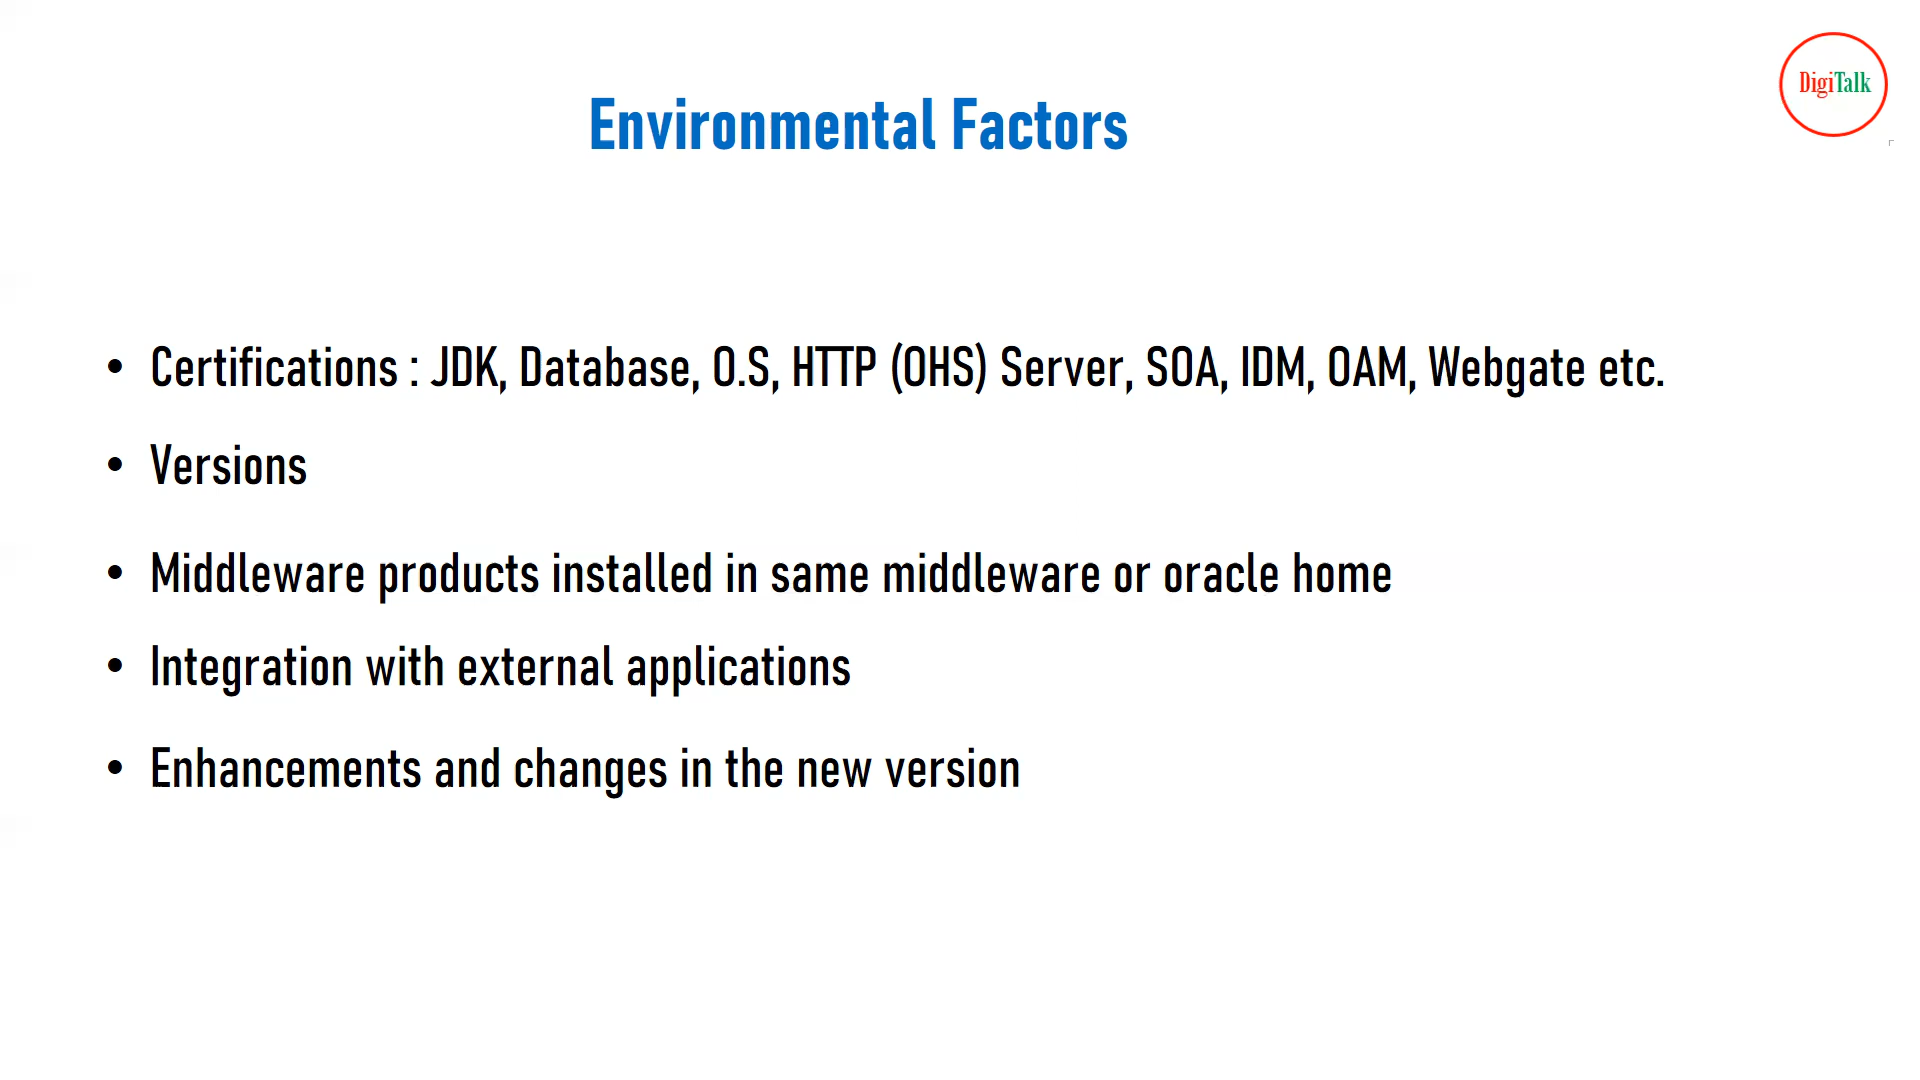 DigiTalk
Environmental Factors
• Certifications : JDK, Database, O.S, HTTP (OHS) Server, SOA, IDM, OAM, Webgate etc.
• Versions
• Middleware products installed in same middleware or oracle home
• Integration with external applications
• Enhancements and changes in the new version